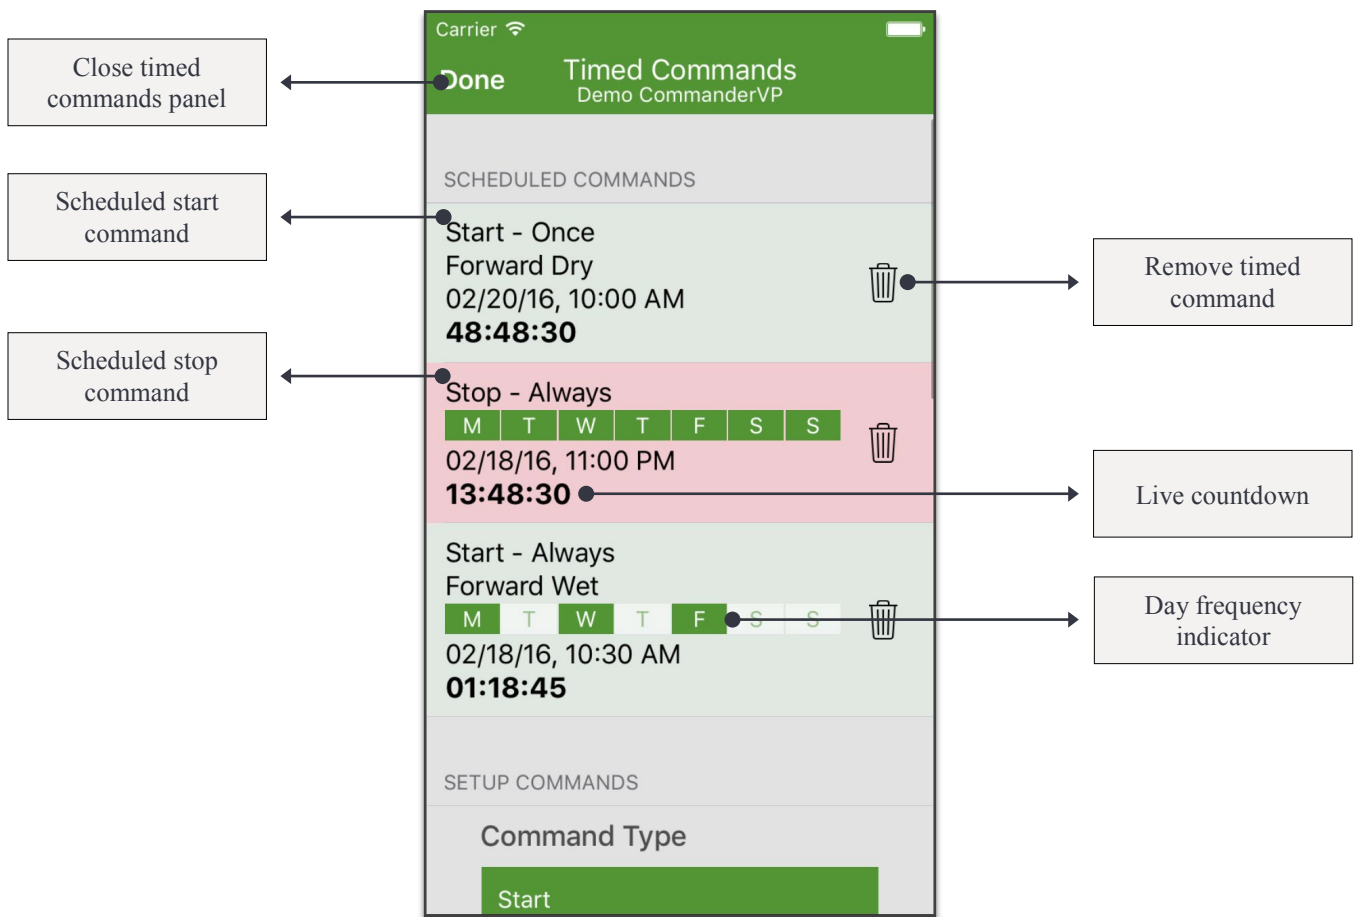 Carrier
Done
Timed Commands
Demo CommanderVP
Close timed
commands panel
SCHEDULED COMMANDS
Scheduled start
command
Start - Once
Forward Dry
02/20/16, 10:00 AM
48:48:30
Remove timed
command
Scheduled stop
command
Stop - Always
M T W T F S S
02/18/16, 11:00 PM
13:48:30
Live countdown
Start - Always
Forward Wet
M T W T F S S
02/18/16, 10:30 AM
01:18:45
Day frequency
indicator
SETUP COMMANDS
Command Type
Start